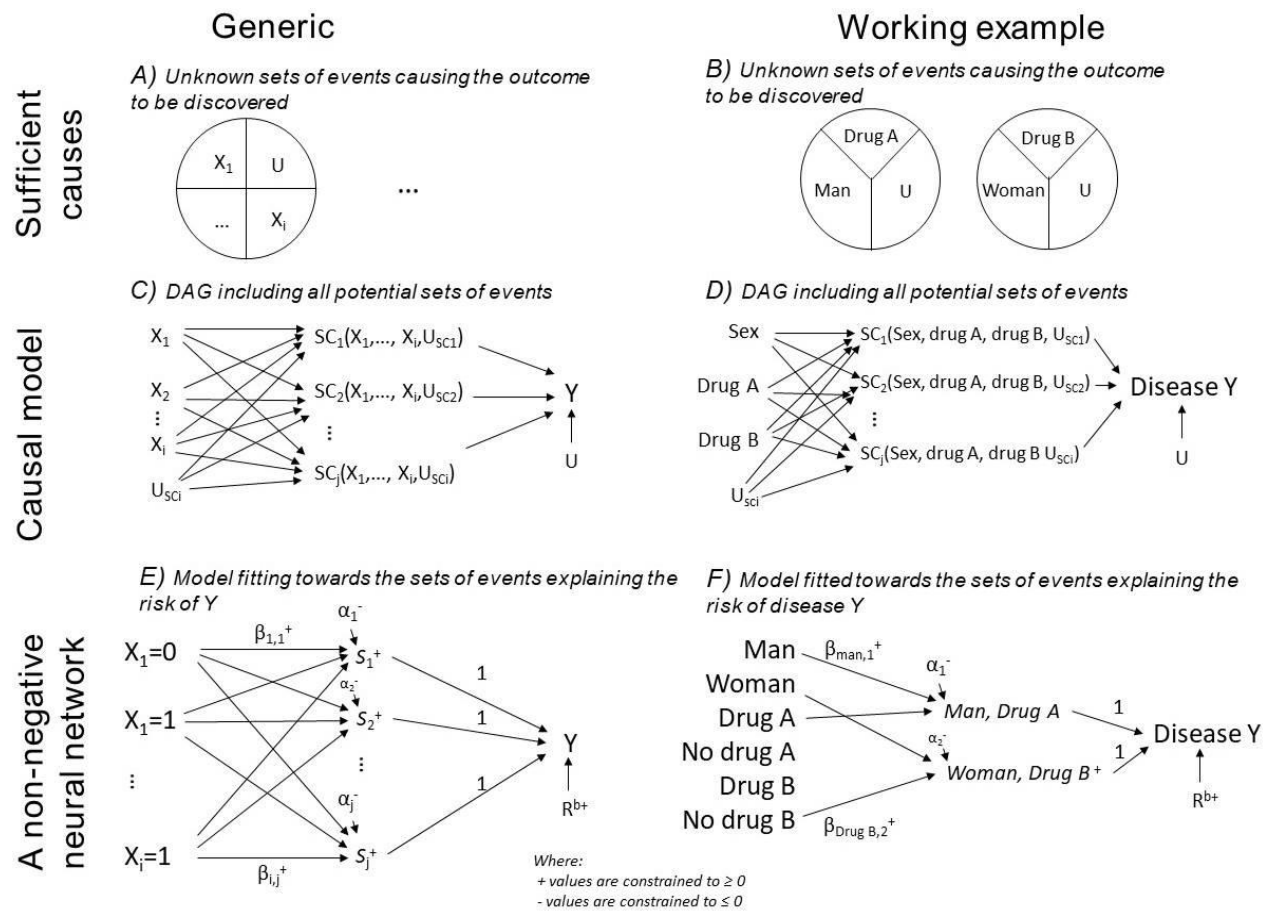 Generic
Working example
Sufficient
causes
A) Unknown sets of events causing the outcome
to be discovered
X1
U
...
Xi
...
B) Unknown sets of events causing the outcome
to be discovered
Drug A
Man
U
Drug B
Woman
U
Causal model
C) DAG including all potential sets of events
X1
X2
...
Xi
USCi
SC1(X1,..., Xi,USC1)
SC2(X1,..., Xi,USC2)
...
SCj(X1,..., Xi,USCi)
Y
U
D) DAG including all potential sets of events
Sex
Drug A
Drug B
Usci
SC1(Sex, drug A, drug B, USC1)
SC2(Sex, drug A, drug B, USC2)
...
SCj(Sex, drug A, drug B USCi)
Disease Y
U
A non-negative
neural network
E) Model fitting towards the sets of events explaining the
risk of Y
X1=0
X1=1
...
Xi=1
β1,1+
βi,j+
α1-
S1+
α2-
S2+
...
αj-
Sj+
1
1
1
Y
Rb+
F) Model fitted towards the sets of events explaining the
risk of disease Y
Man
Woman
Drug A
No drug A
Drug B
No drug B
βman,1+
βDrug B,2+
α1-
Man, Drug A
α2-
Woman, Drug B+
1
1
Disease Y
Rb+
Where:
+ values are constrained to ≥ 0
- values are constrained to ≤ 0